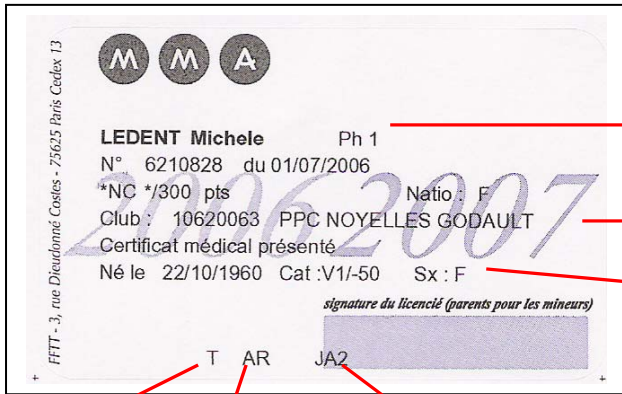 FFTT - 3, rue Dieudonné Costes - 75625 Paris Cedex 13
M M A
LEDENT Michele Ph 1
N° 6210828 du 01/07/2006
*NC */300 pts Natio : F
Club : 10620063 PPC NOYELLES GODAULT
Certificat médical présenté
Né le 22/10/1960 Cat :V1/-50 Sx : F
2006 2007
signature du licencié (parents pour les mineurs)
T AR JA2